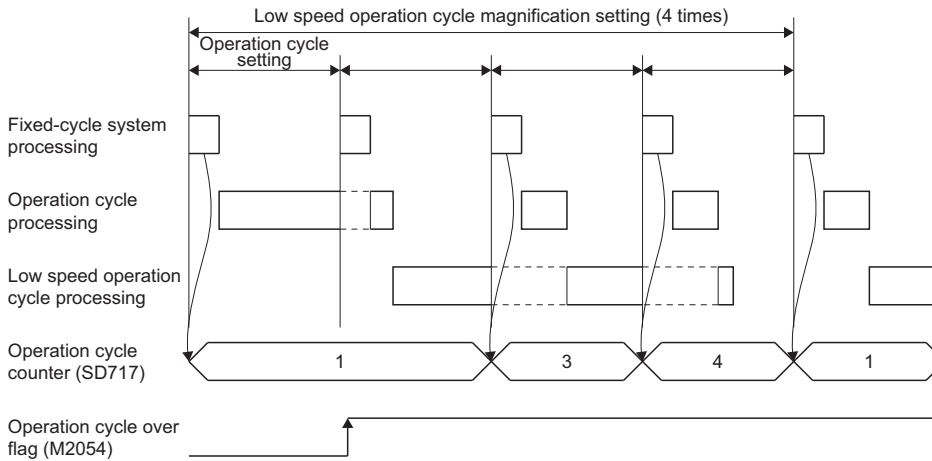 Low speed operation cycle magnification setting (4 times)
Operation cycle
setting
Fixed-cycle system
processing
Operation cycle
processing
Low speed operation
cycle processing
Operation cycle
counter (SD717)
1
3
4
1
Operation cycle over
flag (M2054)